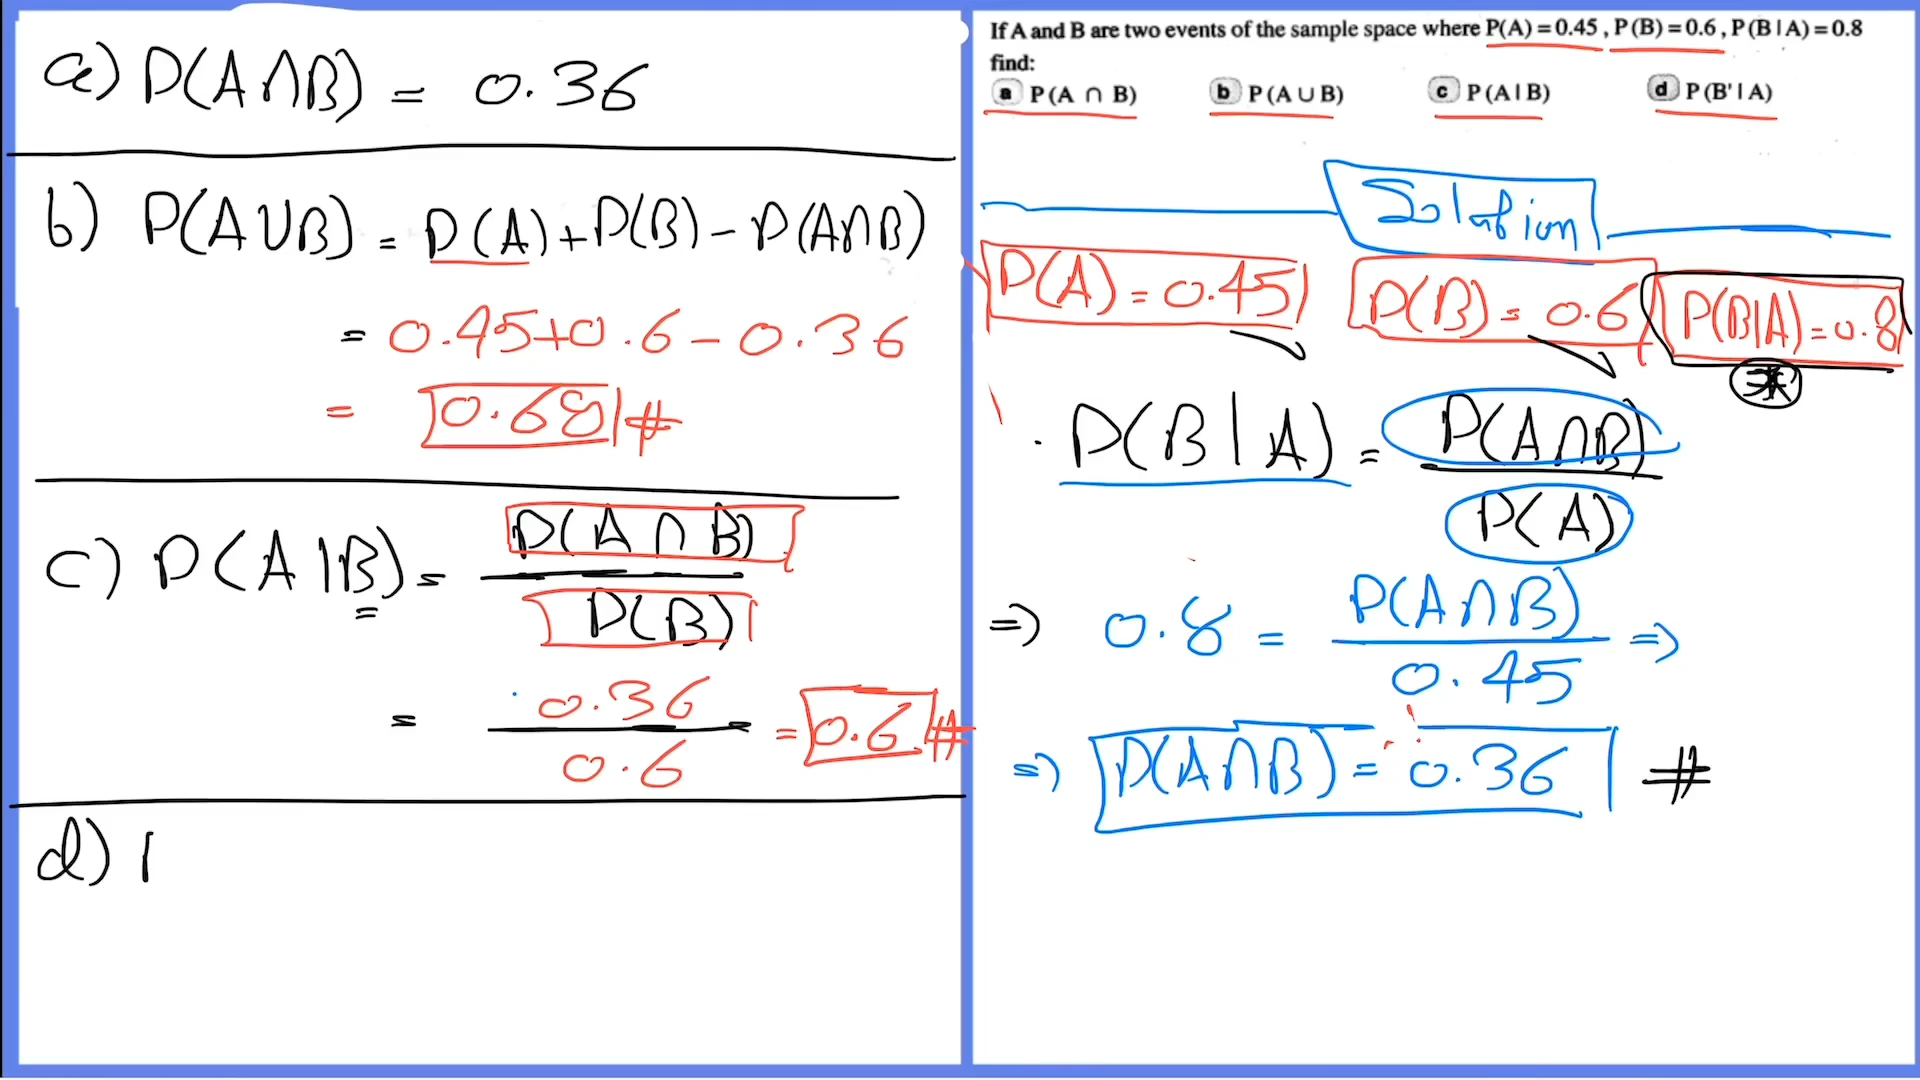 a) P(A∩B) = 0.36
b) P(A∪B) = P(A)+P(B)-P(A∩B)
= 0.45+0.6-0.36
= 0.68 #
c) P(A|B) = P(A∩B)
P(B)
= 0.36 = 0.6 #
0.6
d)
If A and B are two events of the sample space where P(A)=0.45, P(B)=0.6, P(B|A)=0.8
find:
a P(A ∩ B) b P(A∪B) c P(A|B) d P(B'|A)
Solution
P(A) = 0.45 P(B) = 0.6 P(B|A) = 0.8
P(B|A) = P(A∩B)
P(A)
=> 0.8 = P(A∩B) =>
0.45
=> P(A∩B) = 0.36 #